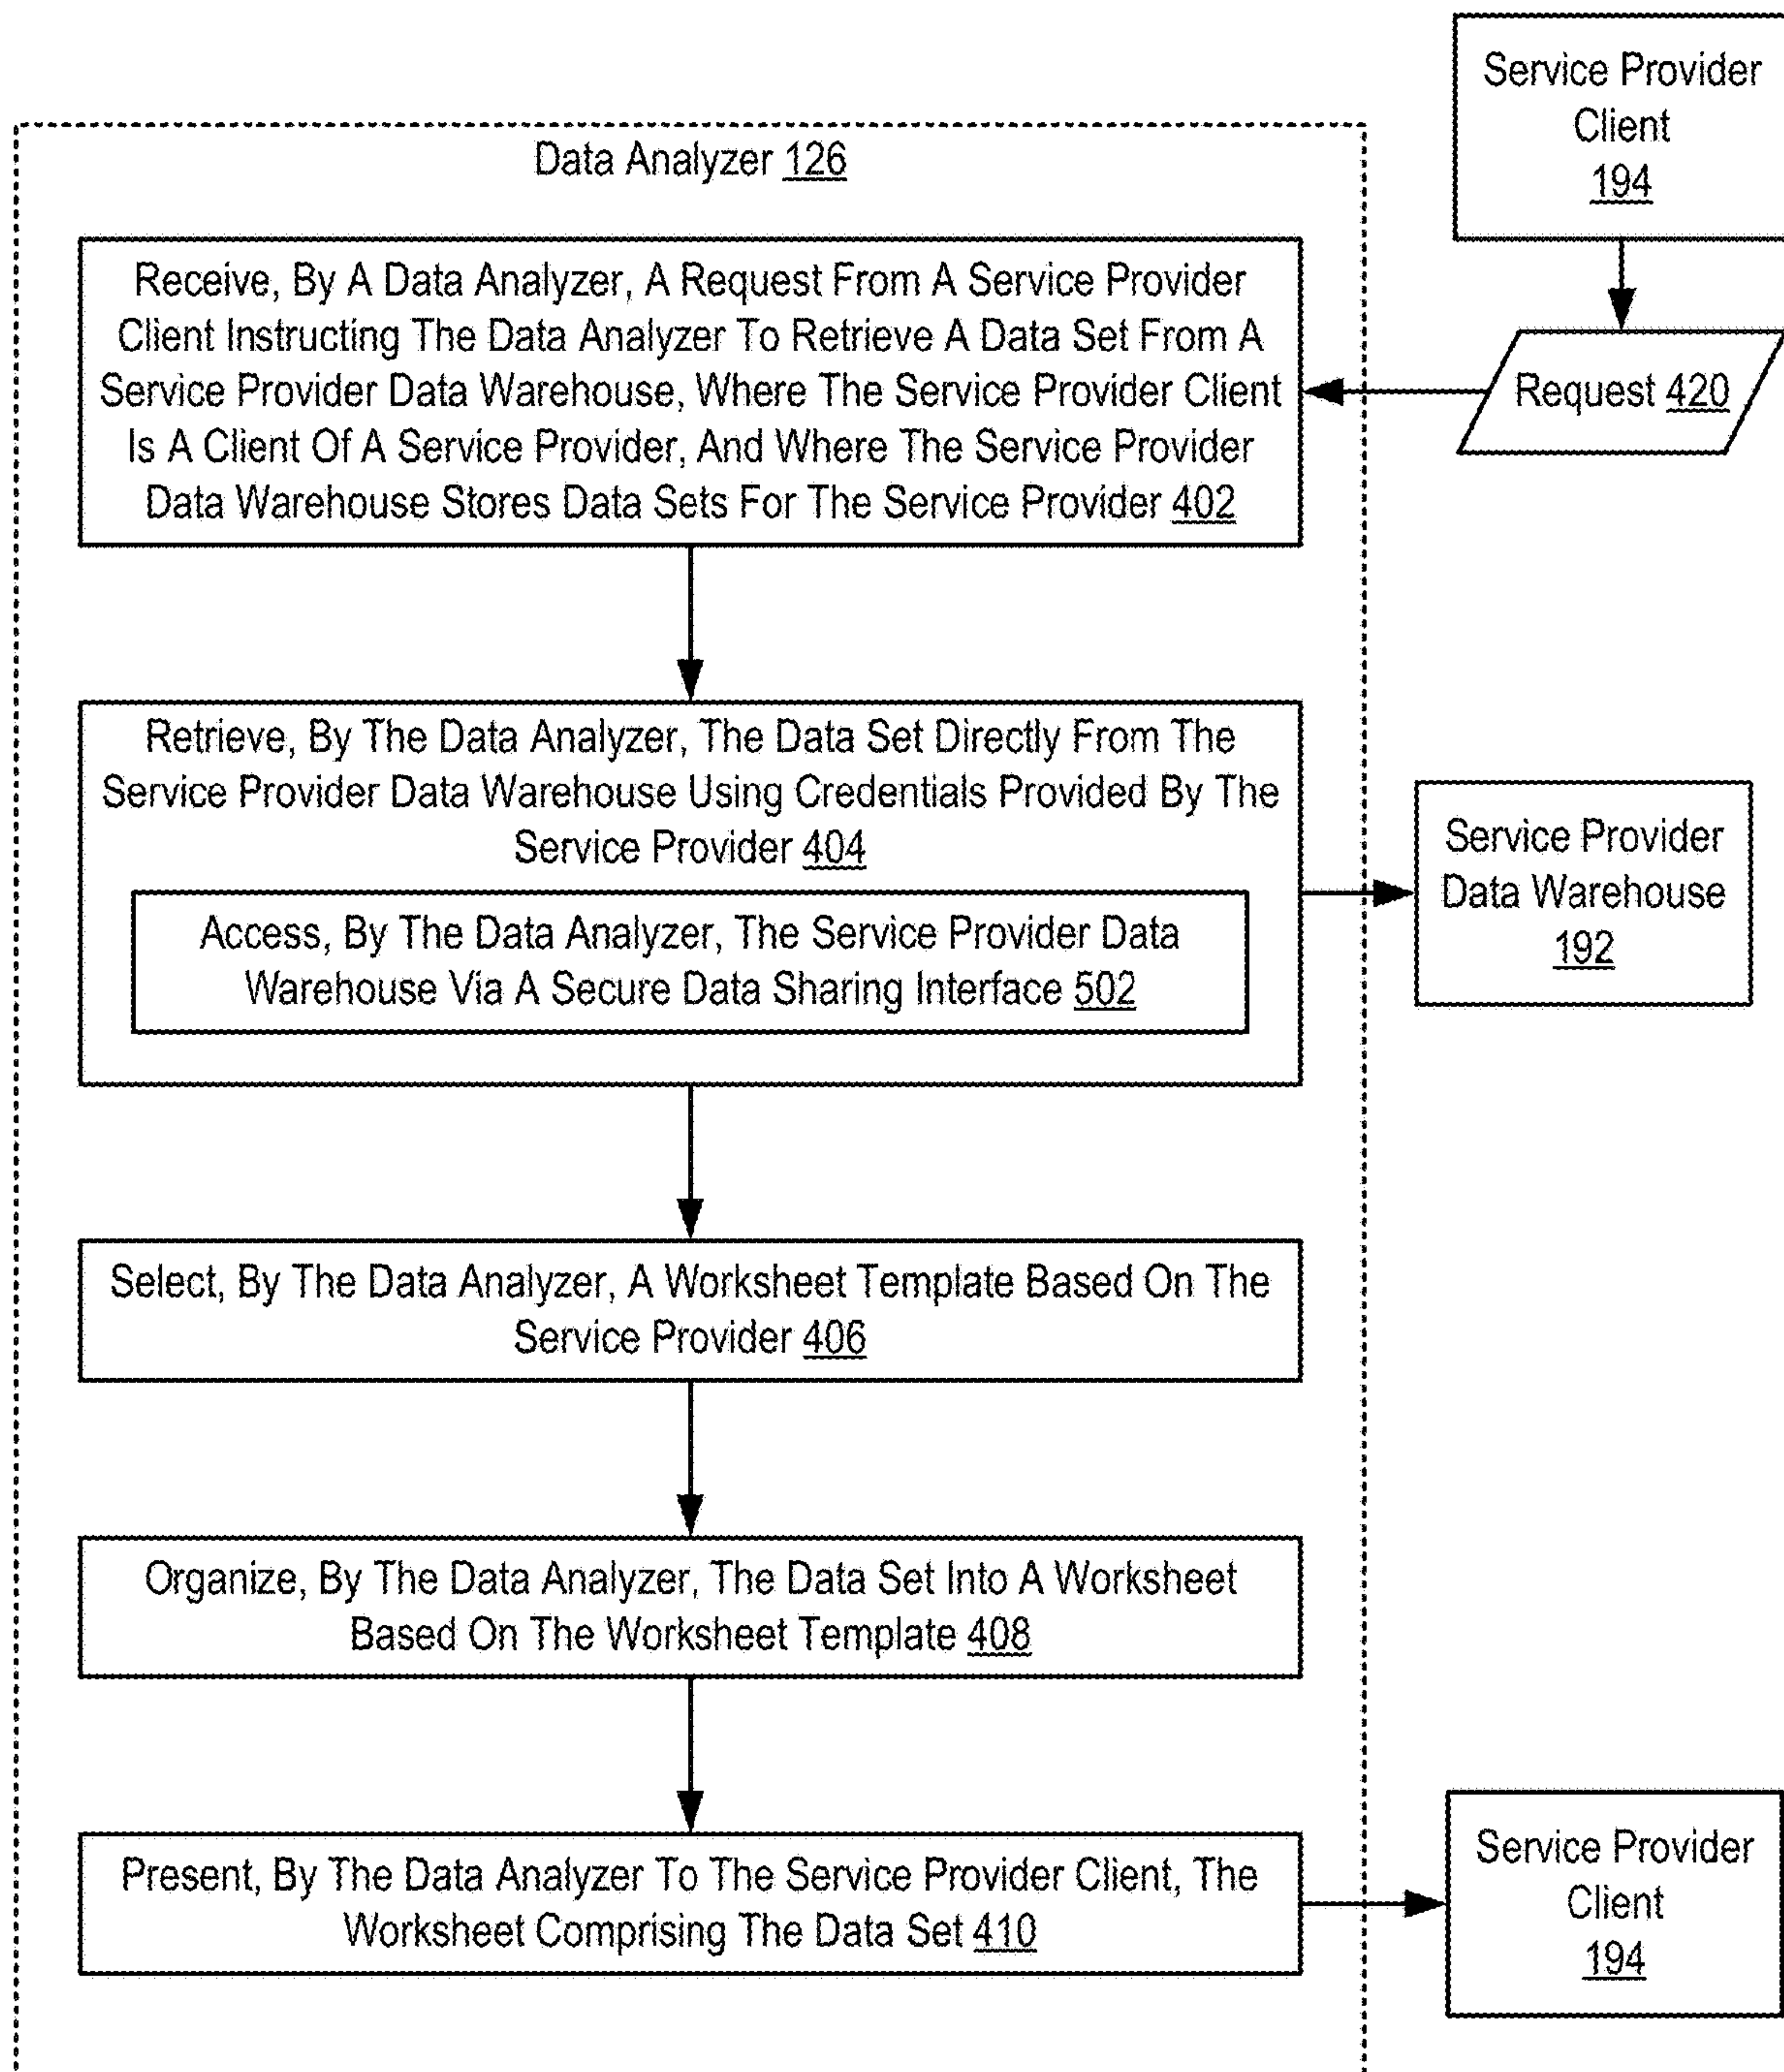 Service Provider
Client
194
Data Analyzer 126
Receive, By A Data Analyzer, A Request From A Service Provider
Client Instructing The Data Analyzer To Retrieve A Data Set From A
Service Provider Data Warehouse, Where The Service Provider Client
Is A Client Of A Service Provider, And Where The Service Provider
Data Warehouse Stores Data Sets For The Service Provider 402
Request 420
Retrieve, By The Data Analyzer, The Data Set Directly From The
Service Provider Data Warehouse Using Credentials Provided By The
Service Provider 404
Access, By The Data Analyzer, The Service Provider Data
Warehouse Via A Secure Data Sharing Interface 502
Service Provider
Data Warehouse
192
Select, By The Data Analyzer, A Worksheet Template Based On The
Service Provider 406
Organize, By The Data Analyzer, The Data Set Into A Worksheet
Based On The Worksheet Template 408
Present, By The Data Analyzer To The Service Provider Client, The
Worksheet Comprising The Data Set 410
Service Provider
Client
194